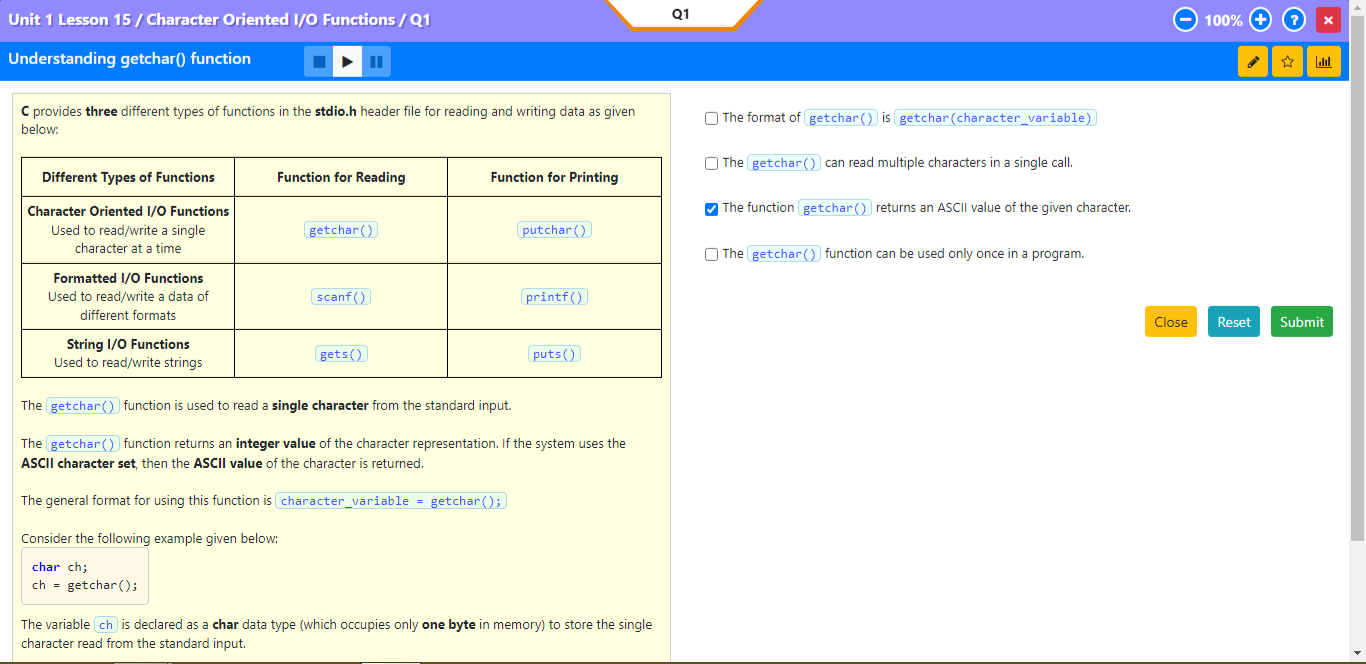 Unit 1 Lesson 15 / Character Oriented I/O Functions / Q1
Q1
100%
Understanding getchar() function
C provides three different types of functions in the stdio.h header file for reading and writing data as given
below:
Different Types of Functions
Function for Reading
Function for Printing
Character Oriented I/O Functions
Used to read/write a single
character at a time
getchar()
putchar()
Formatted I/O Functions
Used to read/write a data of
different formats
scanf()
printf()
String I/O Functions
Used to read/write strings
gets()
puts()
The getchar() function is used to read a single character from the standard input.
The getchar() function returns an integer value of the character representation. If the system uses the
ASCII character set, then the ASCII value of the character is returned.
The general format for using this function is character_variable = getchar();
Consider the following example given below:
char ch;
ch = getchar();
The variable ch is declared as a char data type (which occupies only one byte in memory) to store the single
character read from the standard input.
The format of getchar() is getchar(character_variable)
The getchar() can read multiple characters in a single call.
The function getchar() returns an ASCII value of the given character.
The getchar() function can be used only once in a program.
Close
Reset
Submit